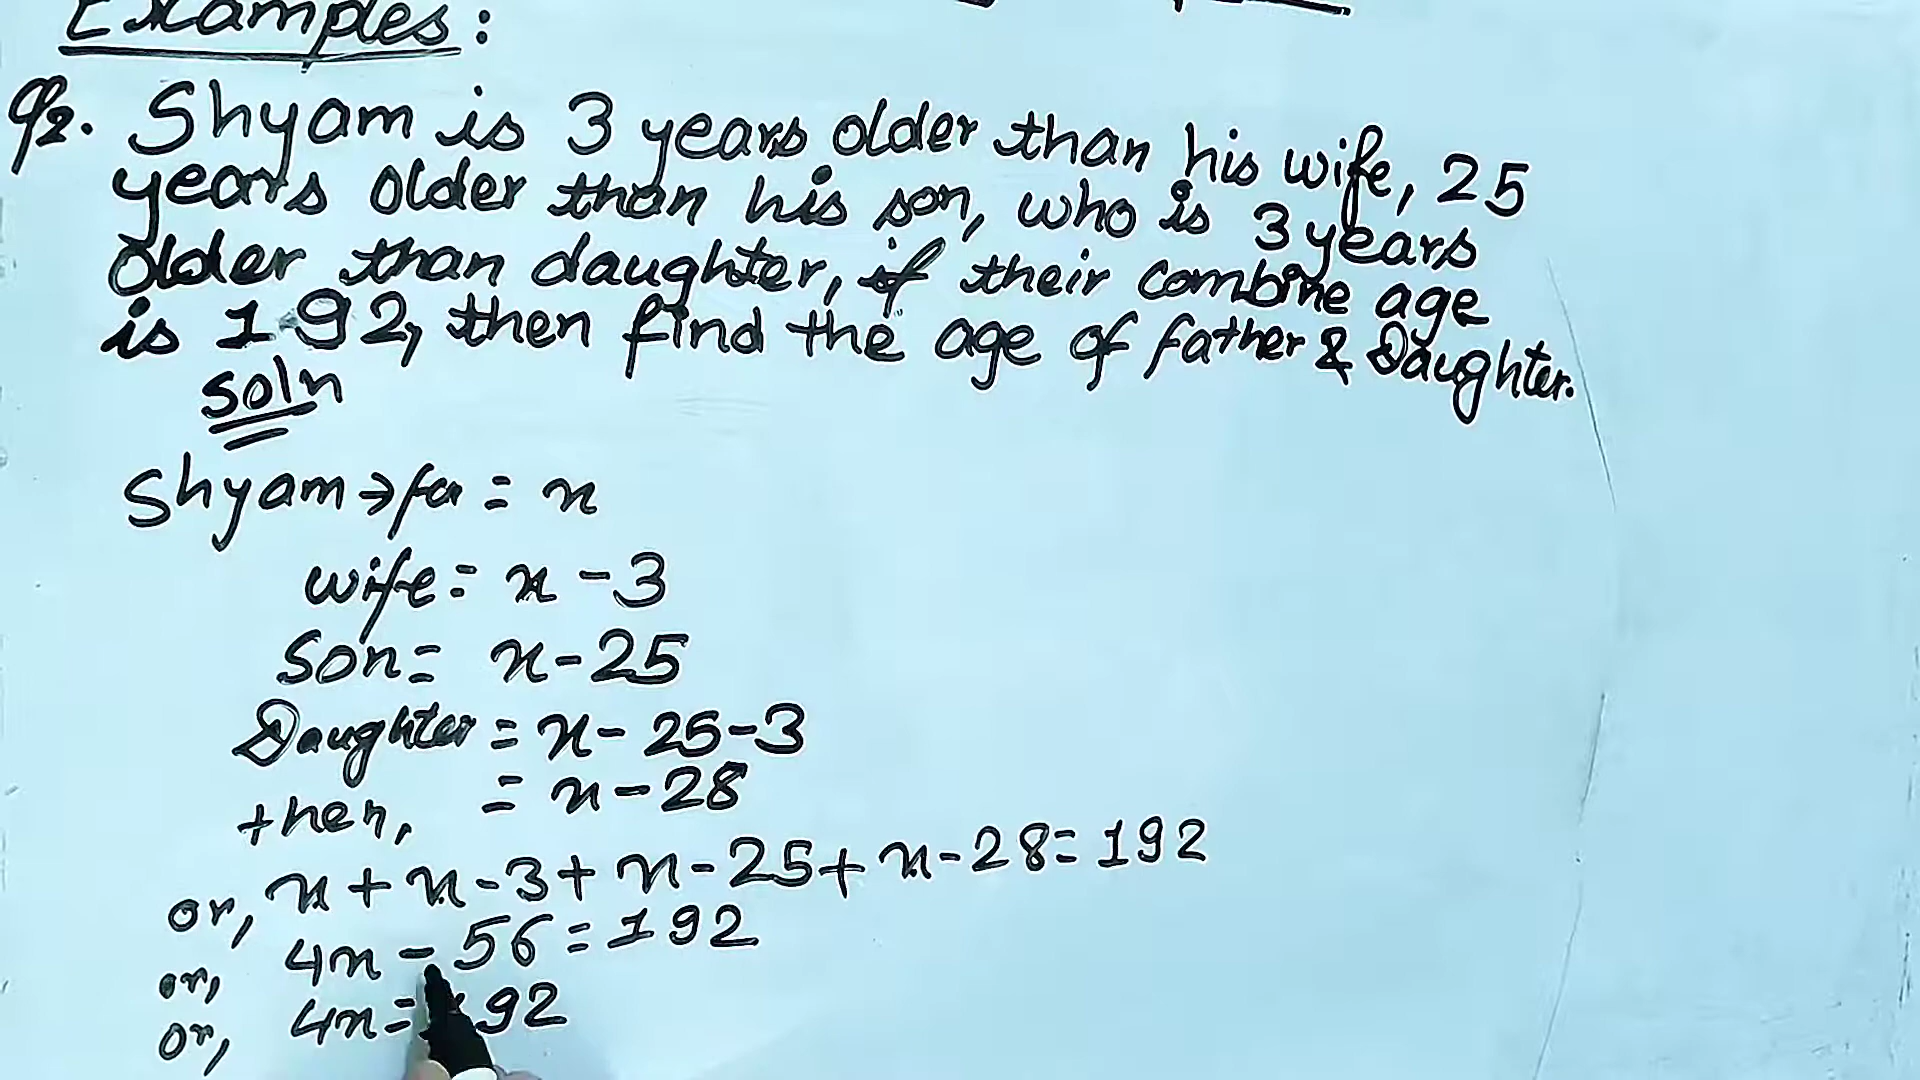 Examples:
Q2. Shyam is 3 years older than his wife, 25
years older than his son, who is 3 years
older than daughter, if their combine age
is 192, then find the age of father & Daughter.
soln
Shyam → fa = x
wife = x - 3
Son = x - 25
Daughter = x - 25 - 3
= x - 28
then,
or, x + x - 3 + x - 25 + x - 28 = 192
or, 4x - 56 = 192
or, 4x = 192